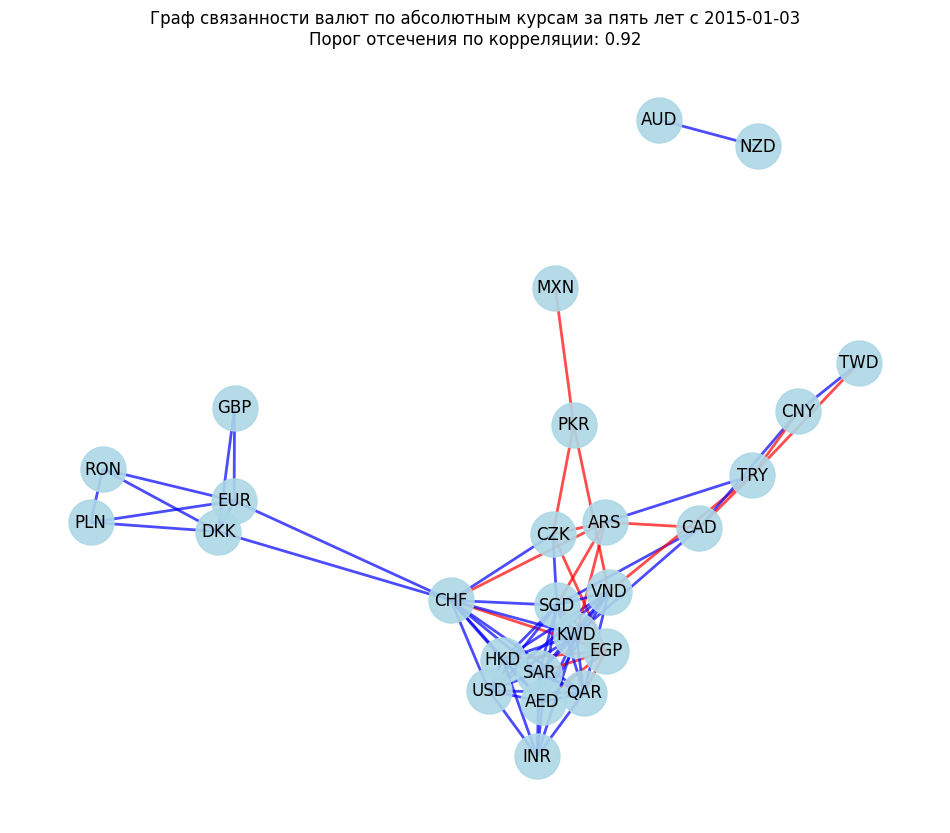 Граф связанности валют по абсолютным курсам за пять лет с 2015-01-03
Порог отсечения по корреляции: 0.92
AUD
NZD
MXN
TWD
GBP
CNY
PKR
RON
TRY
EUR
PLN
ARS
CAD
DKK
CZK
VND
CHF
SGD
KWD
EGP
HKD
SAR
USD
QAR
AED
INR